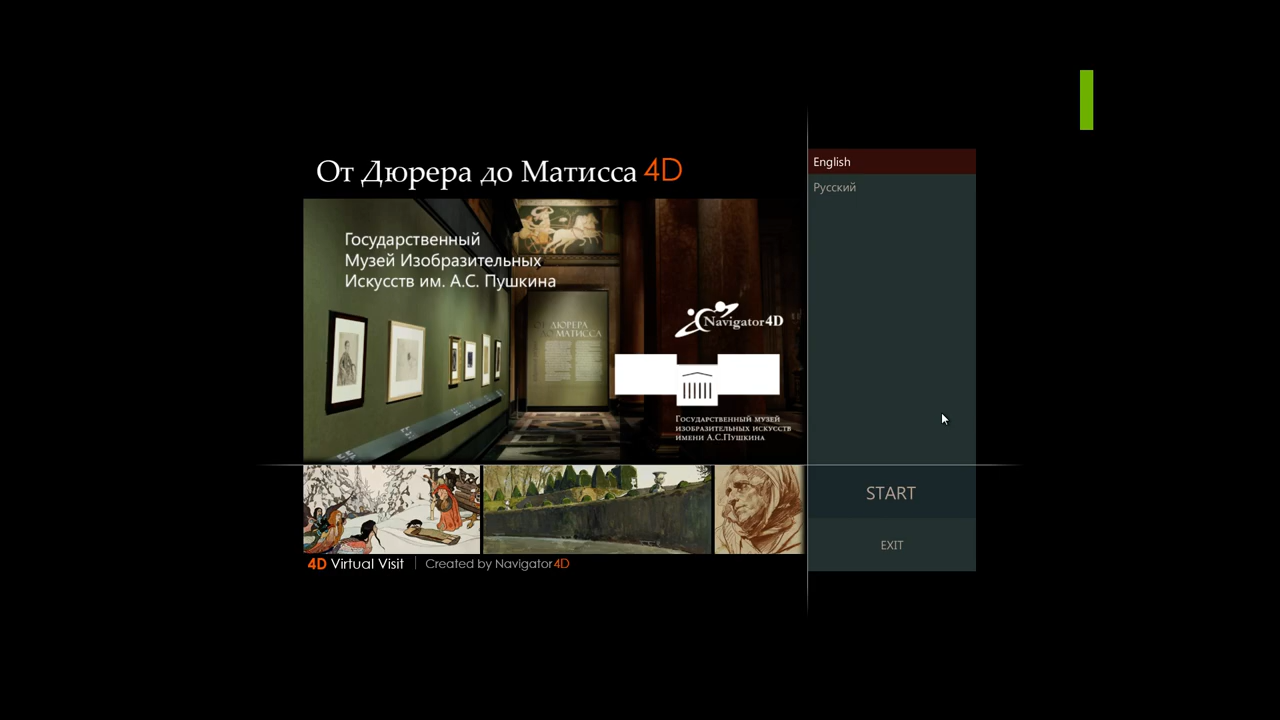 От Дюрера до Матисса 4D
Государственный
Музей Изобразительных
Искусств им. А.С. Пушкина
ДЮРЕРА
МАТИССА
Navigator4D
Государственный музей
изобразительных искусств
имени А.С.Пушкина
4D Virtual Visit
Created by Navigator4D
English
Русский
START
EXIT